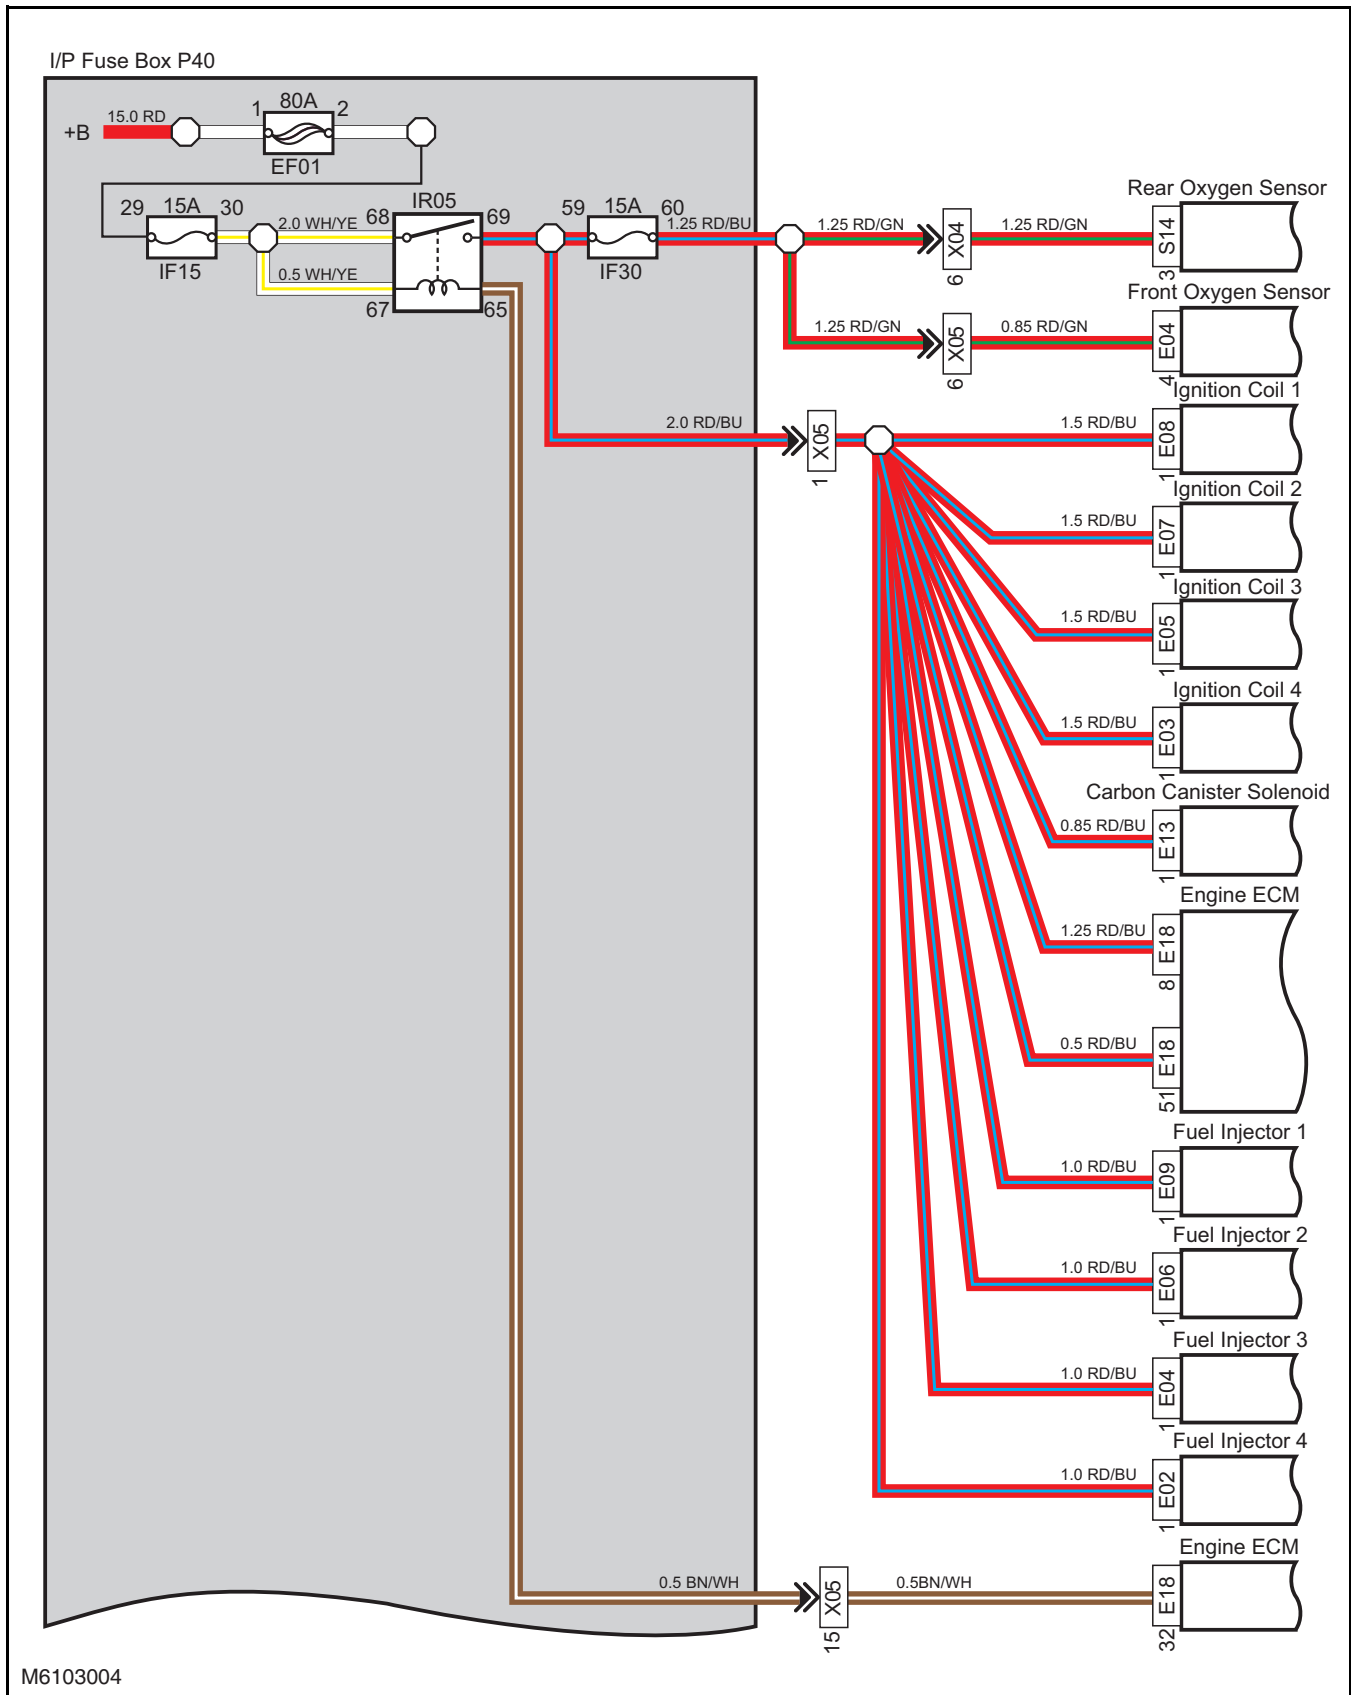 I/P Fuse Box P40
+B
15.0 RD
1
80A
2
EF01
29
15A
30
IF15
2.0 WH/YE
0.5 WH/YE
IR05
68
69
67
65
59
15A
60
IF30
1.25 RD/BU
1.25 RD/GN
X04
6
1.25 RD/GN
Rear Oxygen Sensor
S14
3
1.25 RD/GN
X05
6
0.85 RD/GN
Front Oxygen Sensor
E04
4
2.0 RD/BU
X05
1
1.5 RD/BU
Ignition Coil 1
E08
1
1.5 RD/BU
Ignition Coil 2
E07
1
1.5 RD/BU
Ignition Coil 3
E05
1
1.5 RD/BU
Ignition Coil 4
E03
1
0.85 RD/BU
Carbon Canister Solenoid
E13
1
Engine ECM
1.25 RD/BU
E18
8
0.5 RD/BU
E18
51
Fuel Injector 1
1.0 RD/BU
E09
1
Fuel Injector 2
1.0 RD/BU
E06
1
Fuel Injector 3
1.0 RD/BU
E04
1
Fuel Injector 4
1.0 RD/BU
E02
1
Engine ECM
0.5 BN/WH
X05
15
0.5BN/WH
E18
32
M6103004